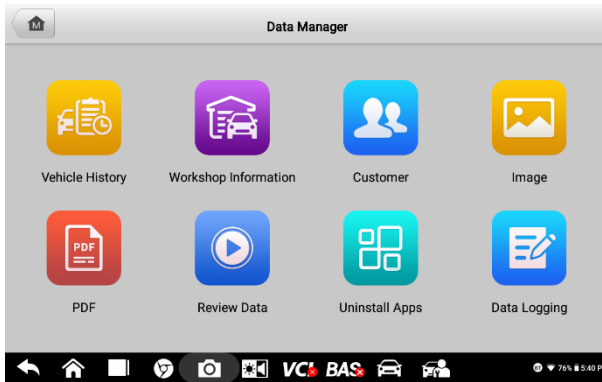 M
Data Manager
Vehicle History
Workshop Information
Customer
Image
PDF
PDF
Review Data
Uninstall Apps
Data Logging
VCI BAS 76% 5:40 P